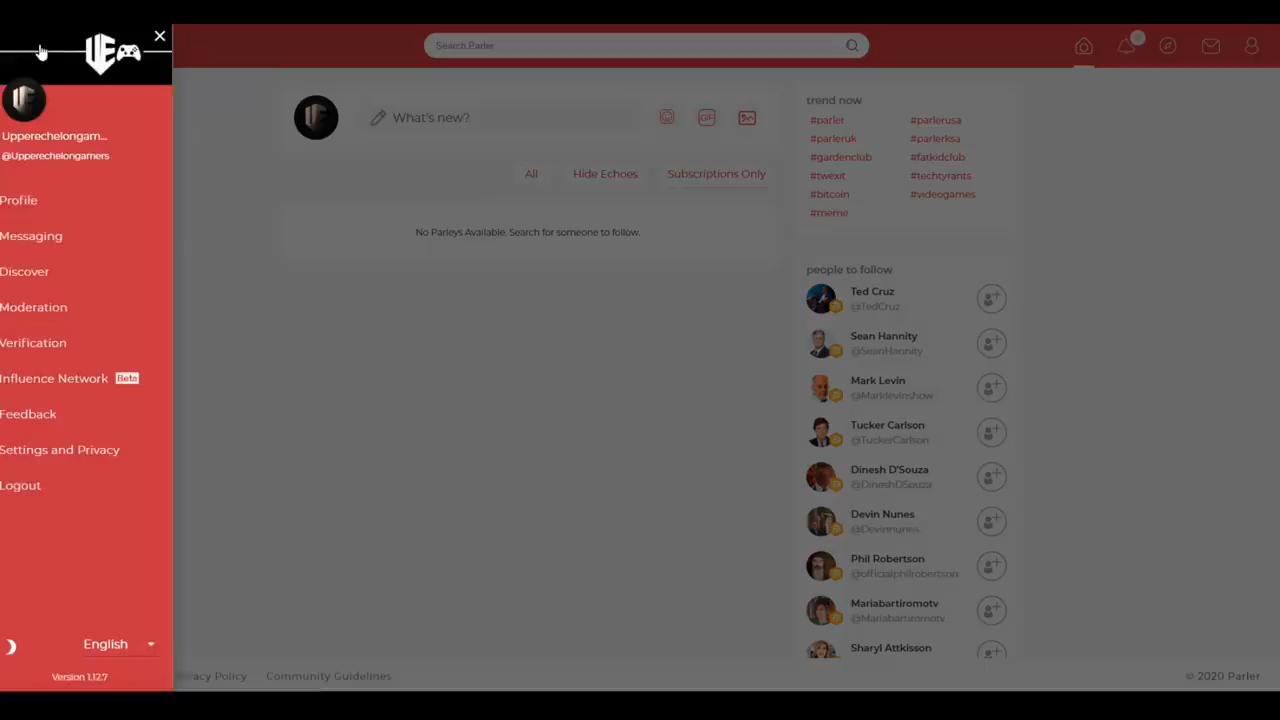 Upperechelongam...
@Upperechelongamers
Profile
Messaging
Discover
Moderation
Verification
Influence Network Beta
Feedback
Settings and Privacy
Logout
English
Version 1.12.7
Search Parler
What's new?
GIF
All
Hide Echoes
Subscriptions Only
No Parleys Available. Search for someone to follow.
trend now
#parler #parlerusa
#parleruk #parlerksa
#gardenclub #fatkidclub
#twexit #techtyrants
#bitcoin #videogames
#meme
people to follow
Ted Cruz
@TedCruz
Sean Hannity
@SeanHannity
Mark Levin
@Marklevinshow
Tucker Carlson
@TuckerCarlson
Dinesh D'Souza
@DineshDSouza
Devin Nunes
@Devinnunes
Phil Robertson
@officialphilrobertson
Mariabartiromotv
@Mariabartiromotv
Sharyl Attkisson
acy Policy
Community Guidelines
© 2020 Parler